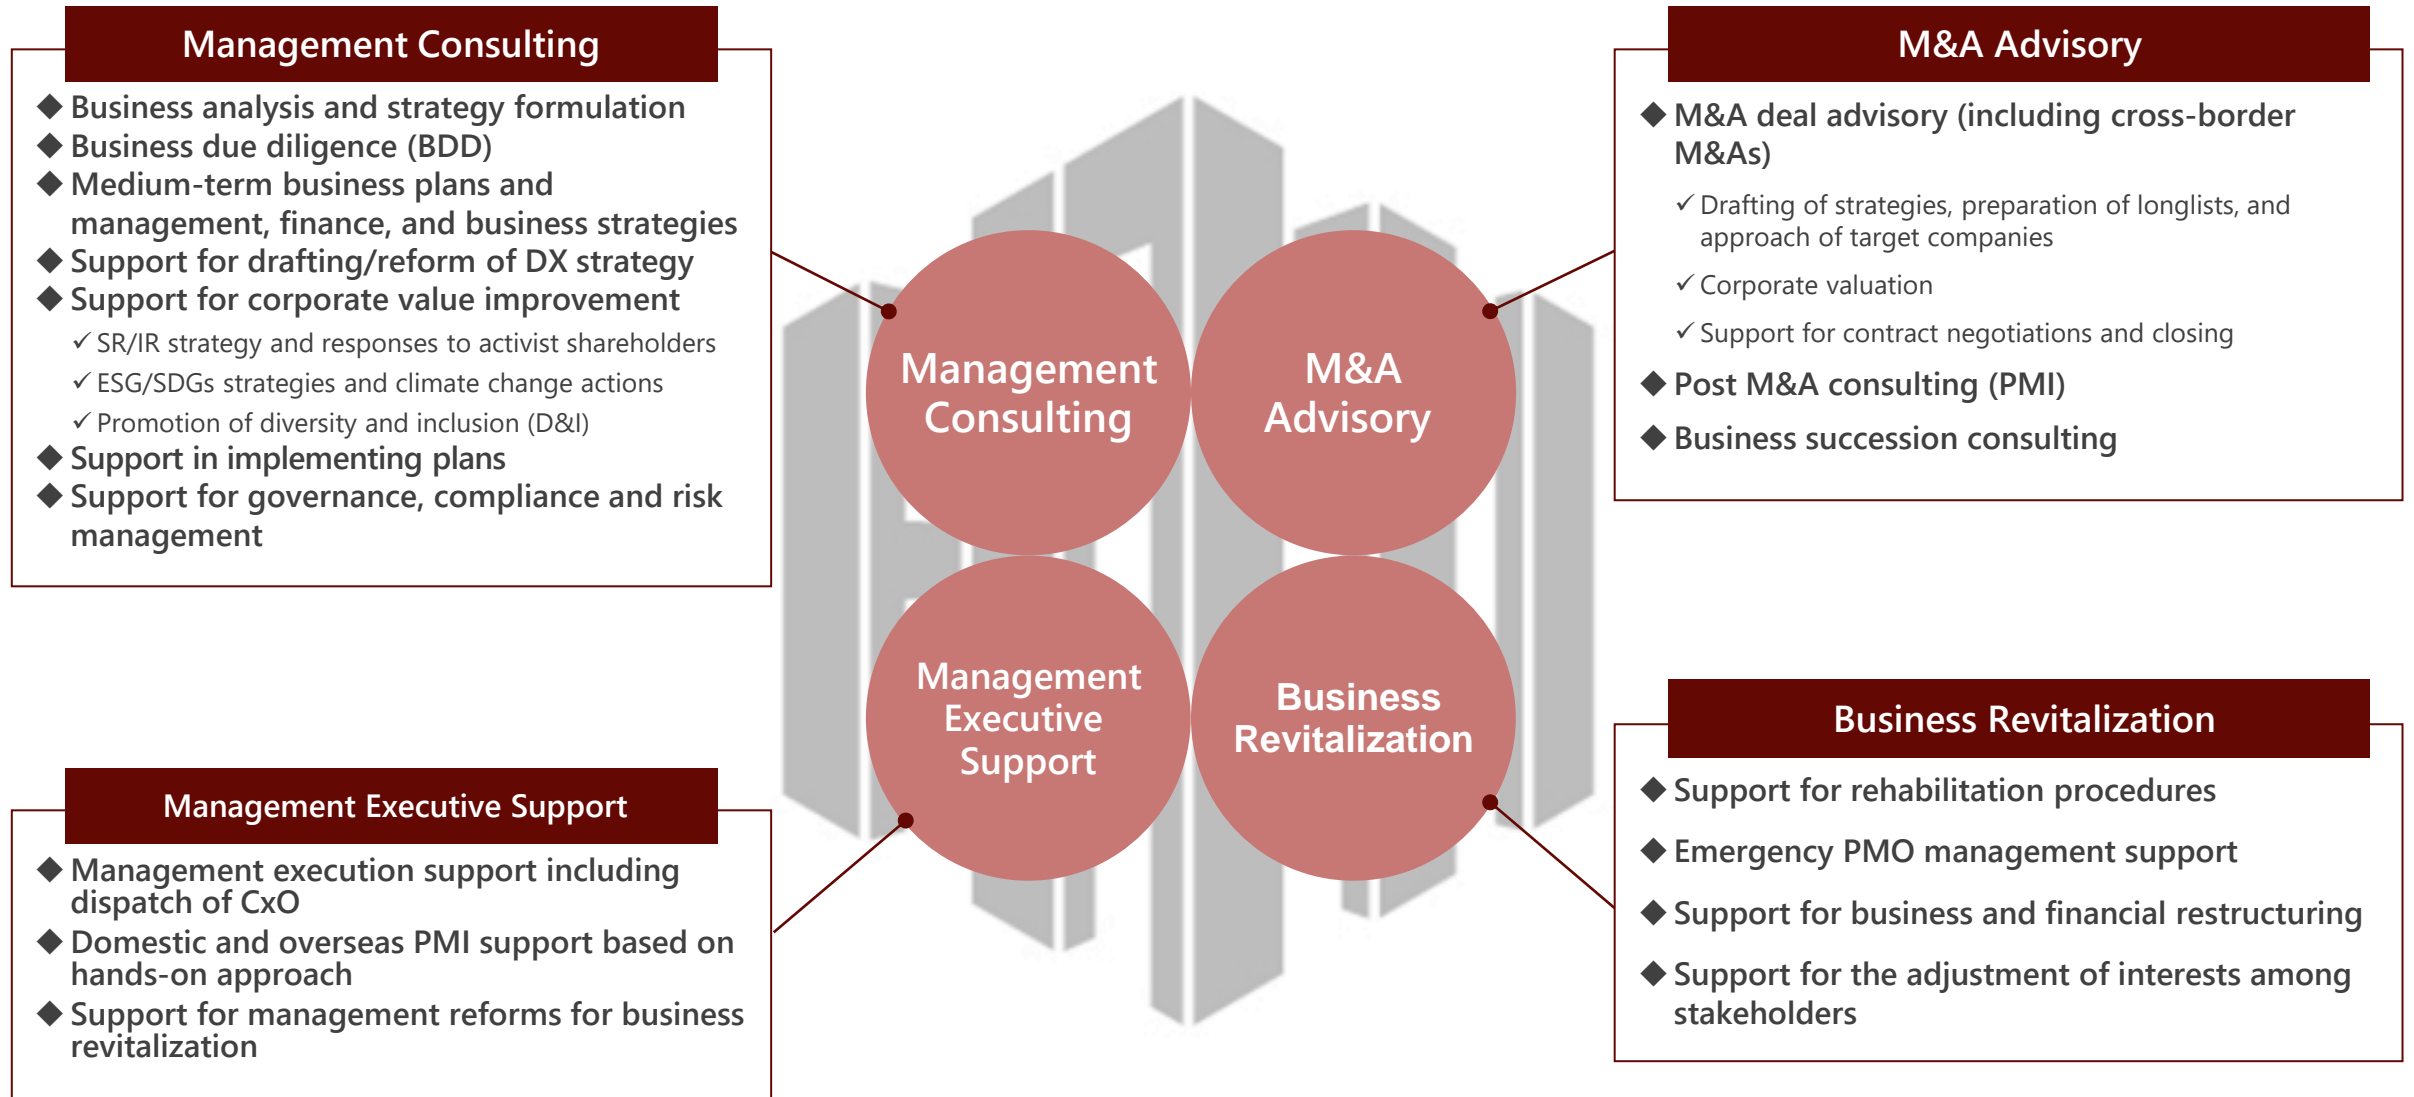 Management Consulting
◆ Business analysis and strategy formulation
◆ Business due diligence (BDD)
◆ Medium-term business plans and
management, finance, and business strategies
◆ Support for drafting/reform of DX strategy
◆ Support for corporate value improvement
✓ SR/IR strategy and responses to activist shareholders
✓ ESG/SDGs strategies and climate change actions
✓ Promotion of diversity and inclusion (D&I)
◆ Support in implementing plans
◆ Support for governance, compliance and risk
management
M&A Advisory
◆ M&A deal advisory (including cross-border
M&As)
✓ Drafting of strategies, preparation of longlists, and
approach of target companies
✓ Corporate valuation
✓ Support for contract negotiations and closing
◆ Post M&A consulting (PMI)
◆ Business succession consulting
Management
Consulting
M&A
Advisory
Management
Executive
Support
Business
Revitalization
Management Executive Support
◆ Management execution support including
dispatch of CxO
◆ Domestic and overseas PMI support based on
hands-on approach
◆ Support for management reforms for business
revitalization
Business Revitalization
◆ Support for rehabilitation procedures
◆ Emergency PMO management support
◆ Support for business and financial restructuring
◆ Support for the adjustment of interests among
stakeholders